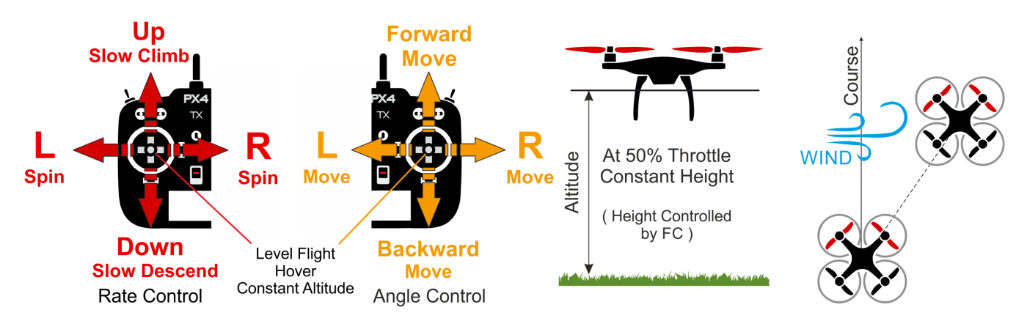 Up
Slow Climb
PX4
TX
L
Spin
R
Spin
Down
Slow Descend
Rate Control
Level Flight
Hover
Constant Altitude
Forward
Move
PX4
TX
L
Move
R
Move
Backward
Move
Angle Control
Altitude
At 50% Throttle
Constant Height
( Height Controlled
by FC )
Course
WIND